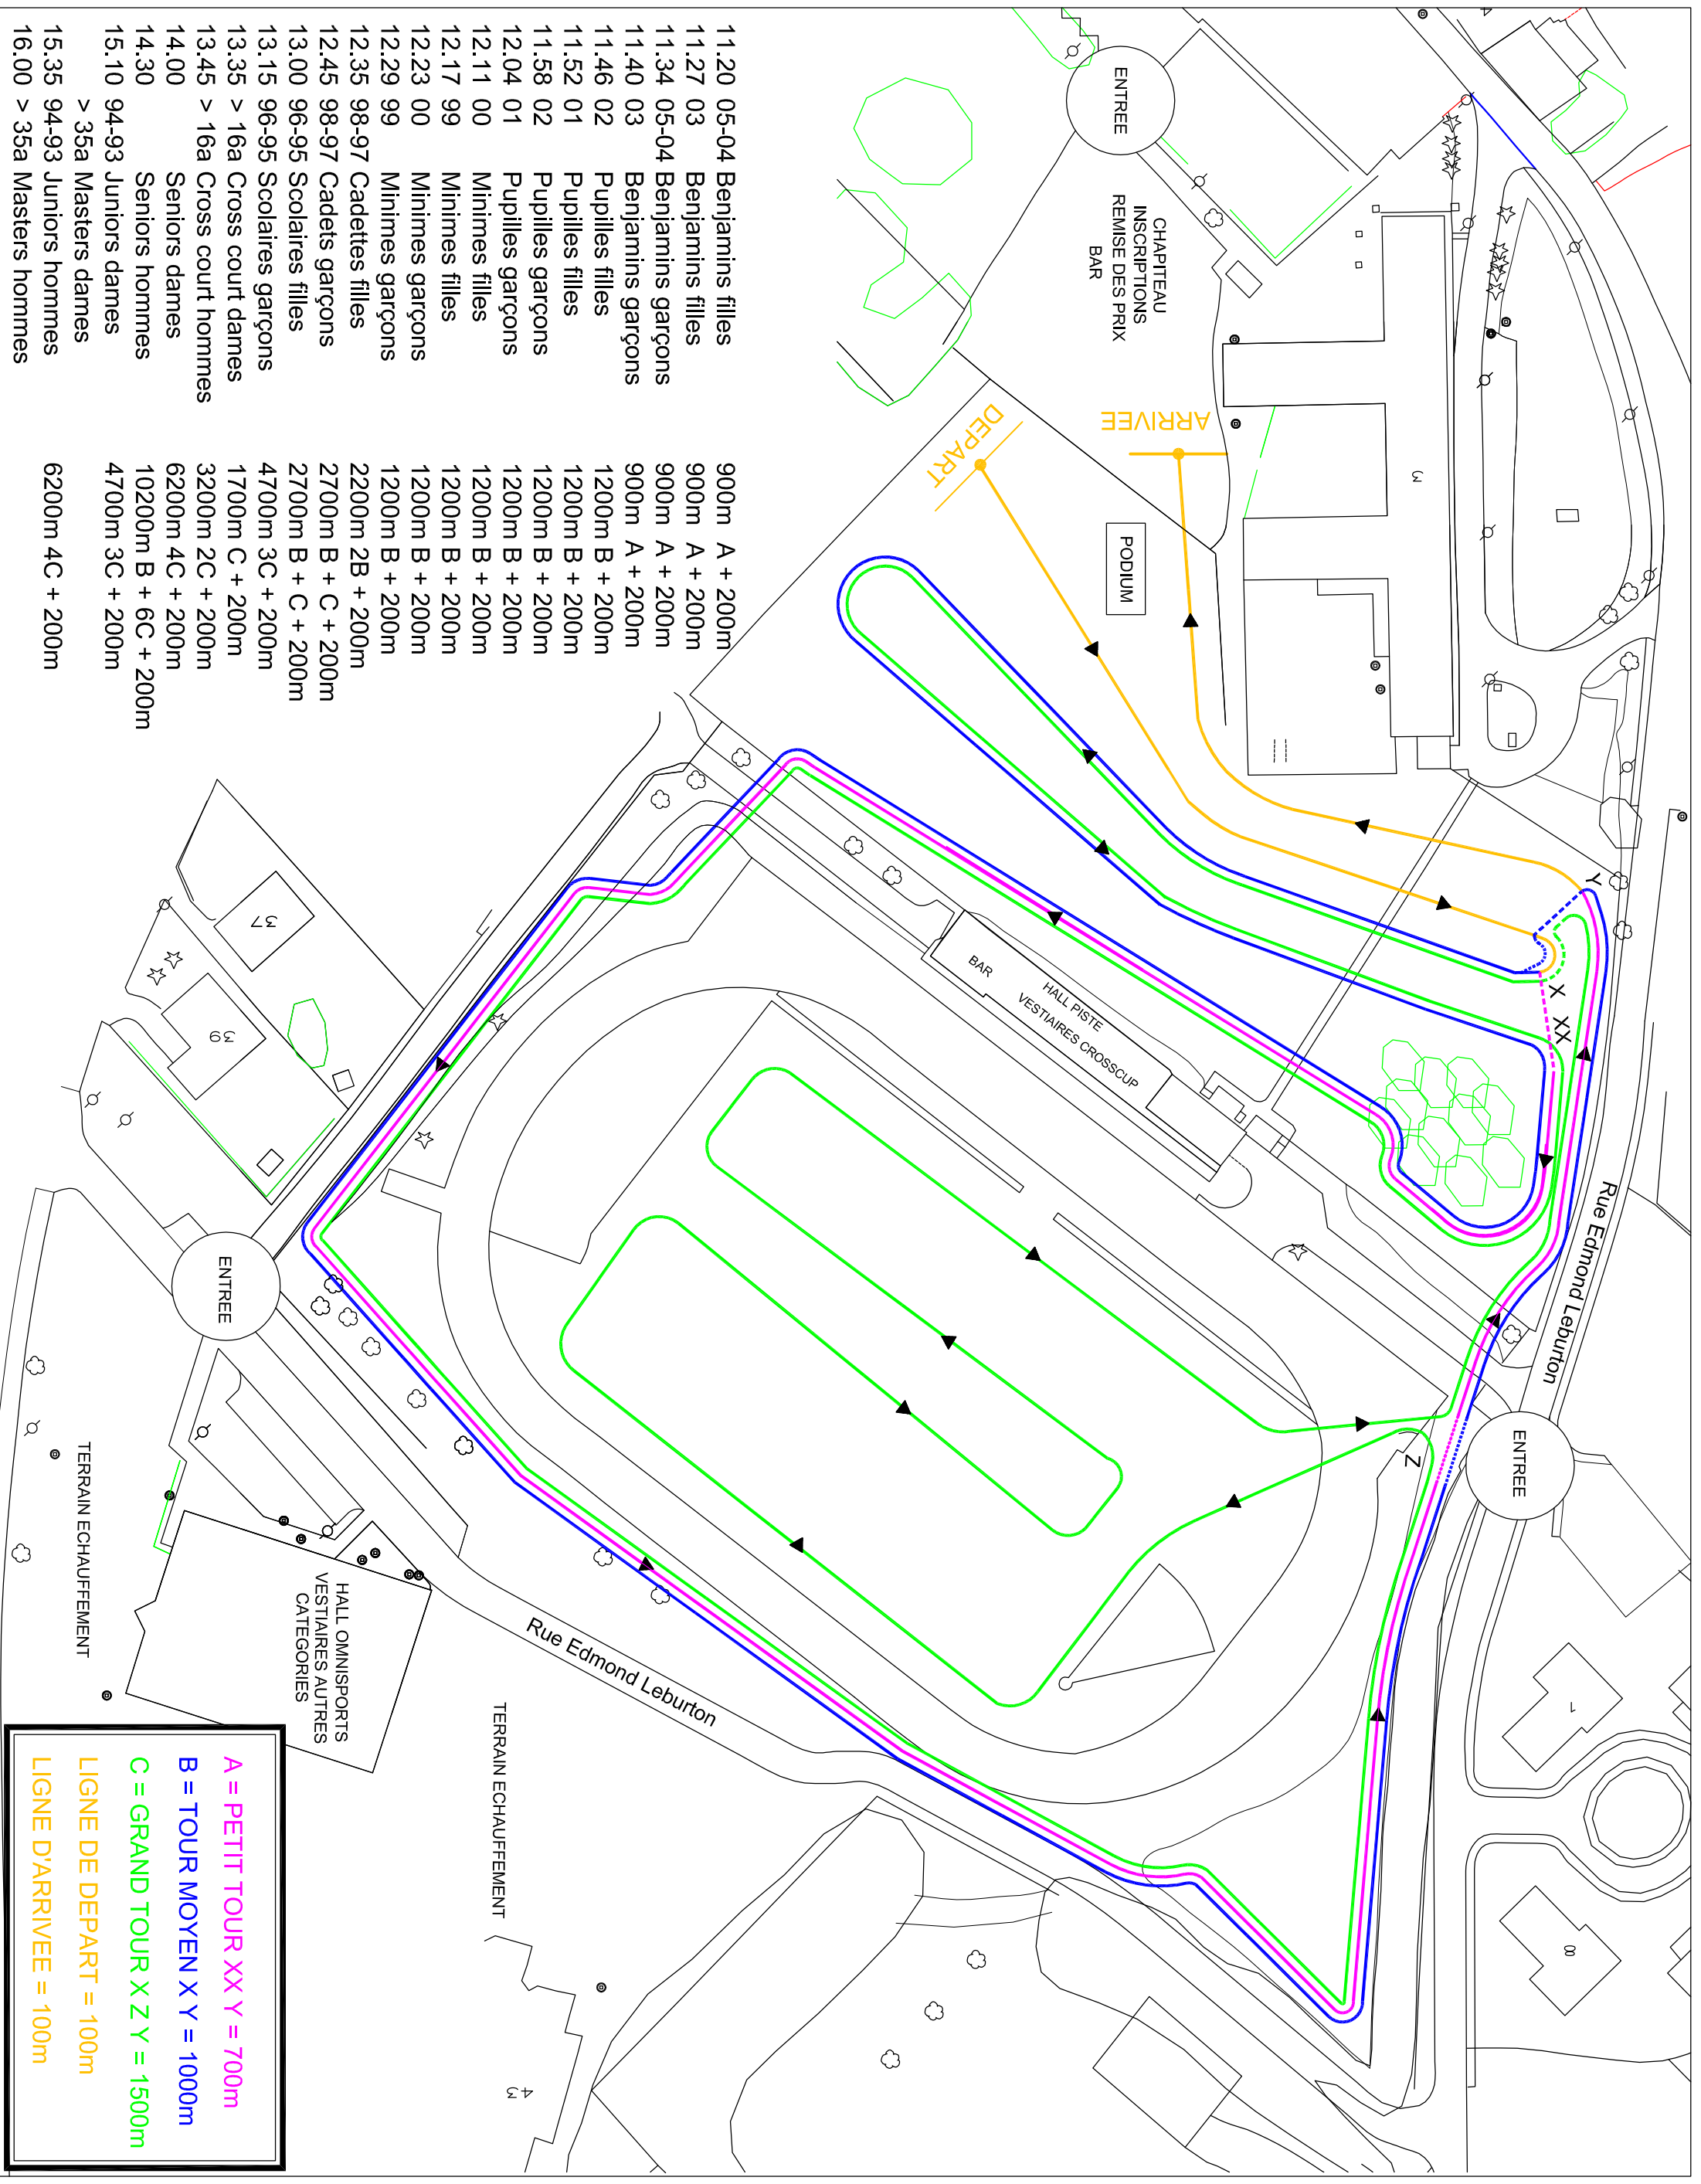 ENTREE
CHAPITEAU
INSCRIPTIONS
REMISE DES PRIX
BAR
3
ARRIVEE
DEPART
PODIUM
Y
X
XX
Z
Rue Edmond Leburton
ENTREE
BAR
HALL PISTE
VESTIAIRES CROSSCUP
37
39
1
8
43
ENTREE
TERRAIN ECHAUFFEMENT
HALL OMNISPORTS
VESTIAIRES AUTRES
CATEGORIES
Rue Edmond Leburton
TERRAIN ECHAUFFEMENT
11.20 05-04 Benjamins filles 900m A + 200m
11.27 03 Benjamins filles 900m A + 200m
11.34 05-04 Benjamins garçons 900m A + 200m
11.40 03 Benjamins garçons 900m A + 200m
11.46 02 Pupilles filles 1200m B + 200m
11.52 01 Pupilles filles 1200m B + 200m
11.58 02 Pupilles garçons 1200m B + 200m
12.04 01 Pupilles garçons 1200m B + 200m
12.11 00 Minimes filles 1200m B + 200m
12.17 99 Minimes filles 1200m B + 200m
12.23 00 Minimes garçons 1200m B + 200m
12.29 99 Minimes garçons 1200m B + 200m
12.35 98-97 Cadettes filles 2200m 2B + 200m
12.45 98-97 Cadets garçons 2700m B + C + 200m
13.00 96-95 Scolaires filles 2700m B + C + 200m
13.15 96-95 Scolaires garçons 4700m 3C + 200m
13.35 > 16a Cross court dames 1700m C + 200m
13.45 > 16a Cross court hommes 3200m 2C + 200m
14.00 Seniors dames 6200m 4C + 200m
14.30 Seniors hommes 10200m B + 6C + 200m
15.10 94-93 Juniors dames 4700m 3C + 200m
> 35a Masters dames
15.35 94-93 Juniors hommes 6200m 4C + 200m
16.00 > 35a Masters hommes
A = PETIT TOUR XX Y = 700m
B = TOUR MOYEN X Y = 1000m
C = GRAND TOUR X Z Y = 1500m
LIGNE DE DEPART = 100m
LIGNE D'ARRIVEE = 100m